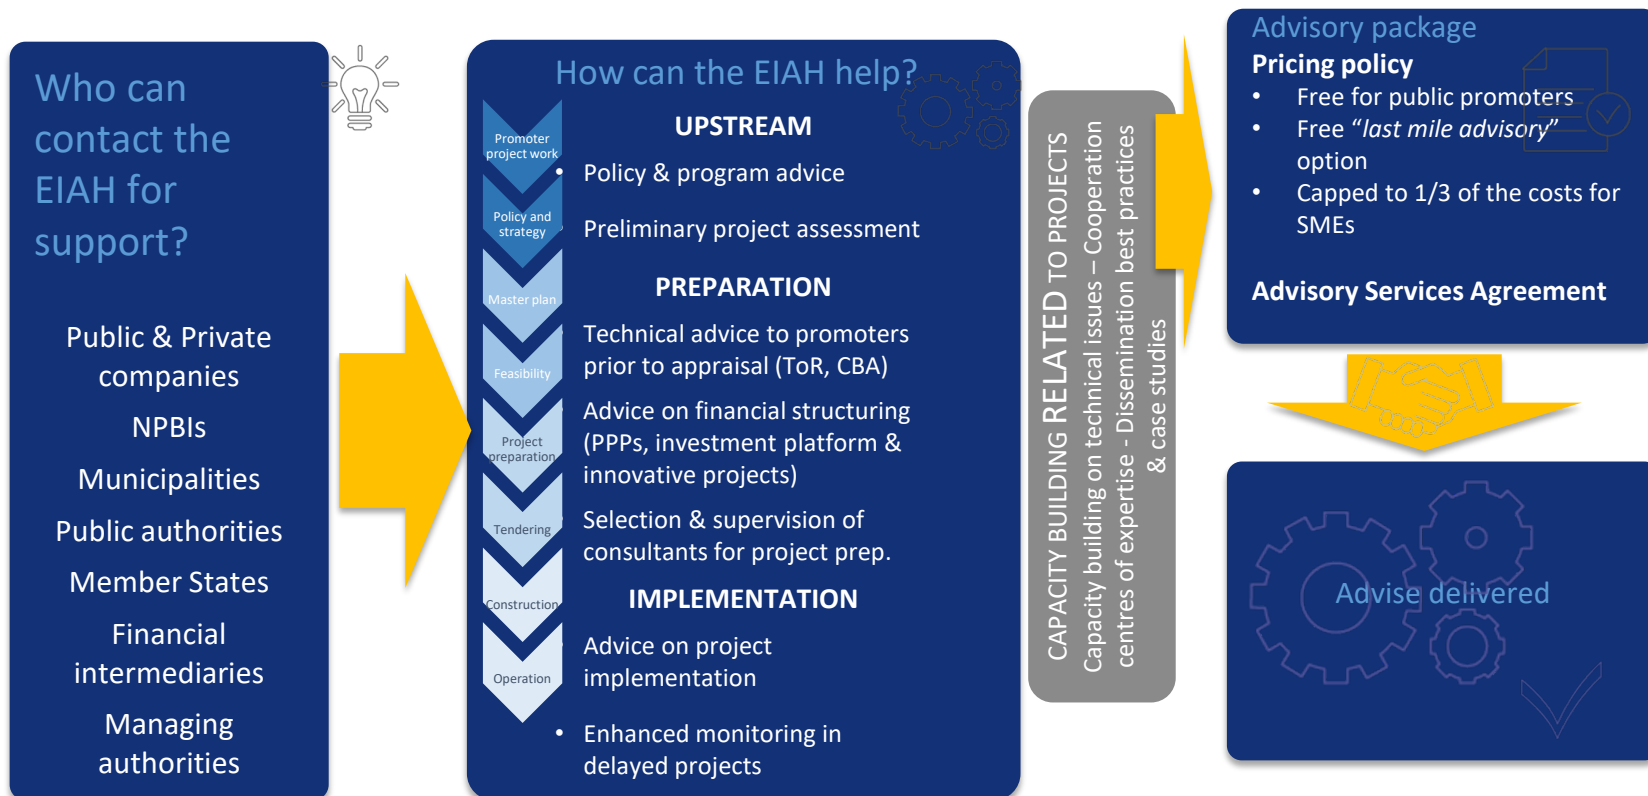 Who can
contact the
EIAH for
support?
Public & Private
companies
NPBIs
Municipalities
Public authorities
Member States
Financial
intermediaries
Managing
authorities
How can the EIAH help?
Promoter
project work
Policy and
strategy
Master plan
Feasibility
Project
preparation
Tendering
Construction
Operation
UPSTREAM
• Policy & program advice
Preliminary project assessment
PREPARATION
Technical advice to promoters
prior to appraisal (ToR, CBA)
Advice on financial structuring
(PPPs, investment platform &
innovative projects)
Selection & supervision of
consultants for project prep.
IMPLEMENTATION
Advice on project
implementation
• Enhanced monitoring in
delayed projects
CAPACITY BUILDING RELATED TO PROJECTS
Capacity building on technical issues – Cooperation
centres of expertise - Dissemination best practices
& case studies
Advisory package
Pricing policy
• Free for public promoters
• Free “last mile advisory”
option
• Capped to 1/3 of the costs for
SMEs
Advisory Services Agreement
Advise delivered